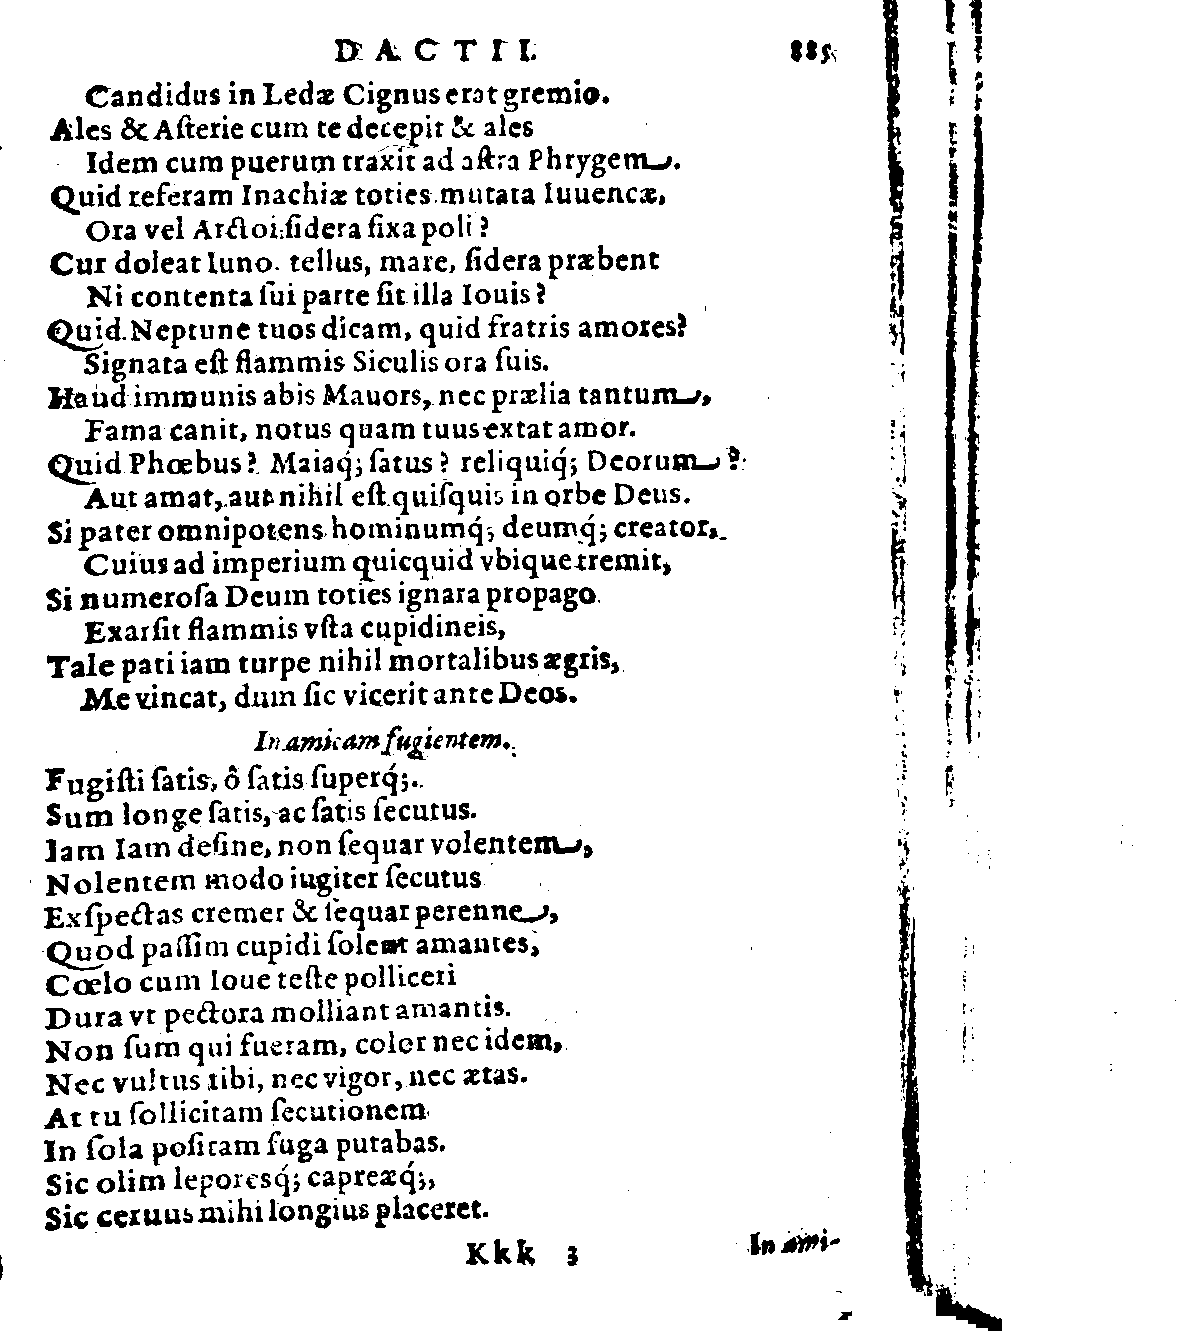 DACTII. 885
Candidus in Ledæ Cignus erat gremio.
Ales & Aſterie cum te decepit & ales
Idem cum puerum traxit ad aſtra Phrygem.
Quid referam Inachiæ toties mutata Iuuencæ,
Ora vel Arctoi ſidera fixa poli?
Cur doleat Iuno. tellus, mare, ſidera præbent
Ni contenta ſui parte ſit illa Iouis?
Quid Neptune tuos dicam, quid fratris amores?
Signata eſt flammis Siculis ora ſuis.
Haud immunis abis Mauors, nec prælia tantum,
Fama canit, notus quam tuus extat amor.
Quid Phœbus? Maiaq́; ſatus? reliquiq́; Deorum?
Aut amat, aut nihil eſt quiſquis in orbe Deus.
Si pater omnipotens hominumq́; deumq́; creator,
Cuius ad imperium quicquid vbique tremit,
Si numeroſa Deum toties ignara propago
Exarſit flammis vſta cupidineis,
Tale pati iam turpe nihil mortalibus ægris,
Me vincat, dum ſic vicerit ante Deos.
In amicam fugientem.
Fugiſti ſatis, ô ſatis ſuperq́;.
Sum longe ſatis, ac ſatis ſecutus.
Iam Iam deſine, non ſequar volentem,
Nolentem modo iugiter ſecutus
Exſpectas cremer & ſequar perenne,
Quod paſſim cupidi ſolent amantes,
Cœlo cum Ioue teſte polliceri
Dura vt pectora molliant amantis.
Non ſum qui fueram, color nec idem,
Nec vultus tibi, nec vigor, nec ætas.
At tu ſollicitam ſecutionem
In ſola poſitam fuga putabas.
Sic olim leporesq́; capreæq́;,
Sic ceruus mihi longius placeret.
Kkk 3 In ami-